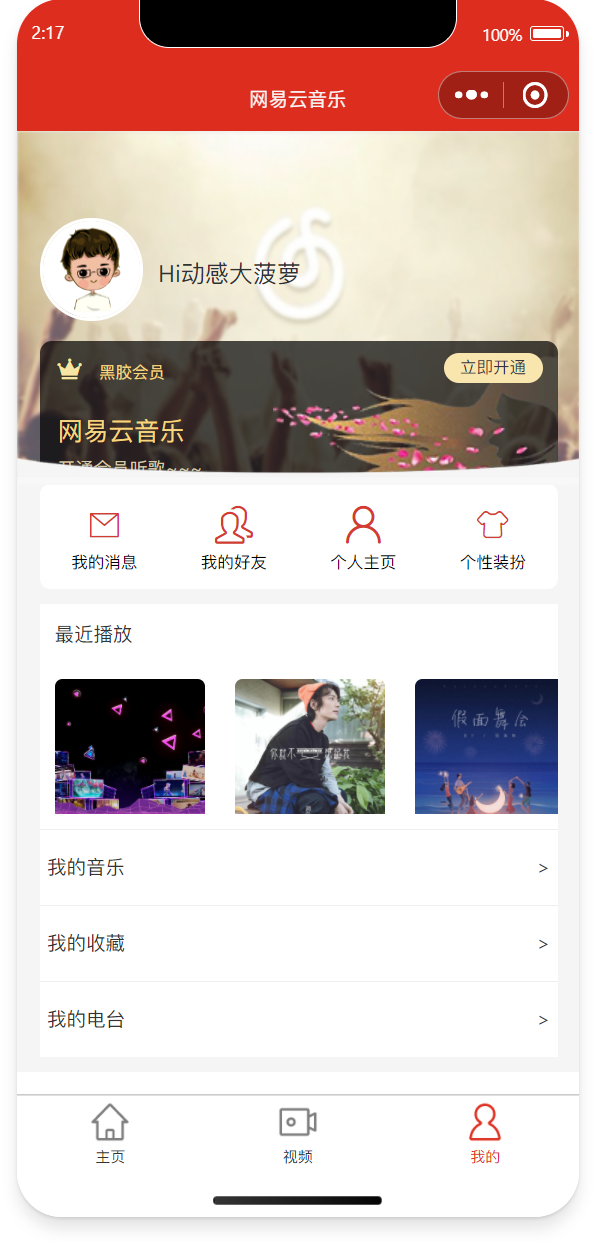 2:17
100%
网易云音乐
Hi动感大菠萝
黑胶会员
立即开通
网易云音乐
开通会员听歌~~~
我的消息
我的好友
个人主页
个性装扮
最近播放
假面舞会
我的音乐
>
我的收藏
>
我的电台
>
主页
视频
我的